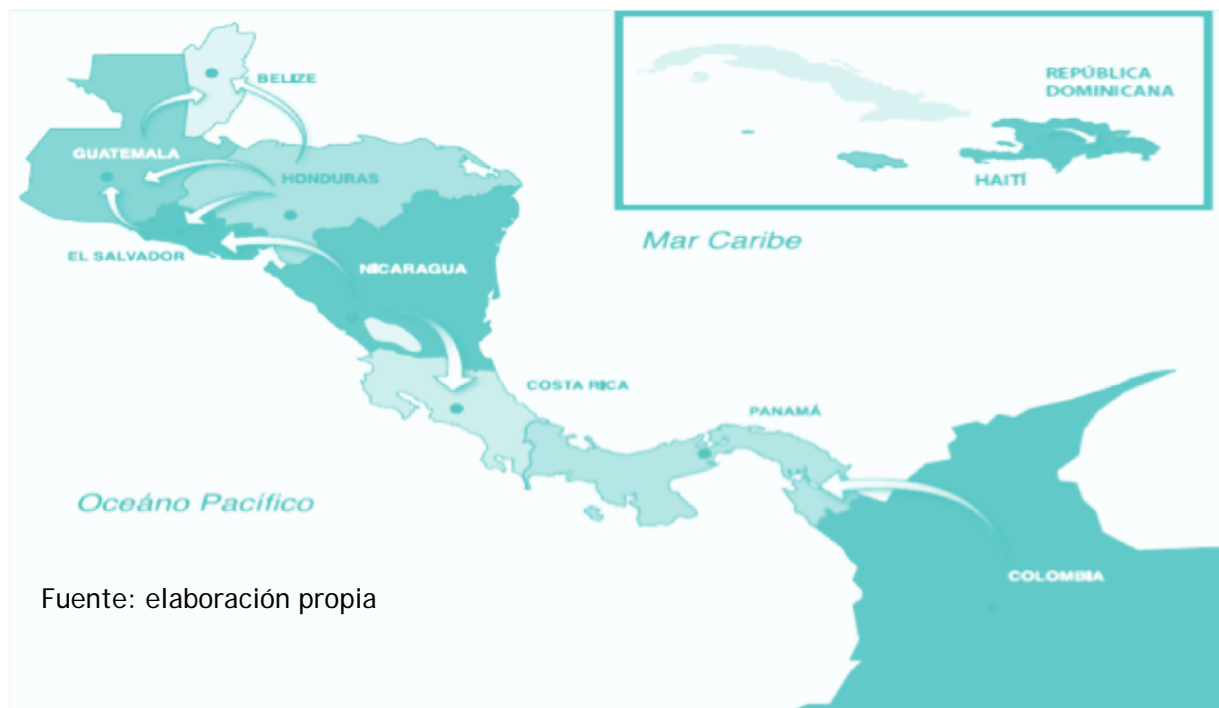 BELIZE
REPÚBLICA
DOMINICANA
GUATEMALA
HONDURAS
HAITÍ
Mar Caribe
EL SALVADOR
NICARAGUA
COSTA RICA
PANAMÁ
Oceáno Pacífico
COLOMBIA
Fuente: elaboración propia